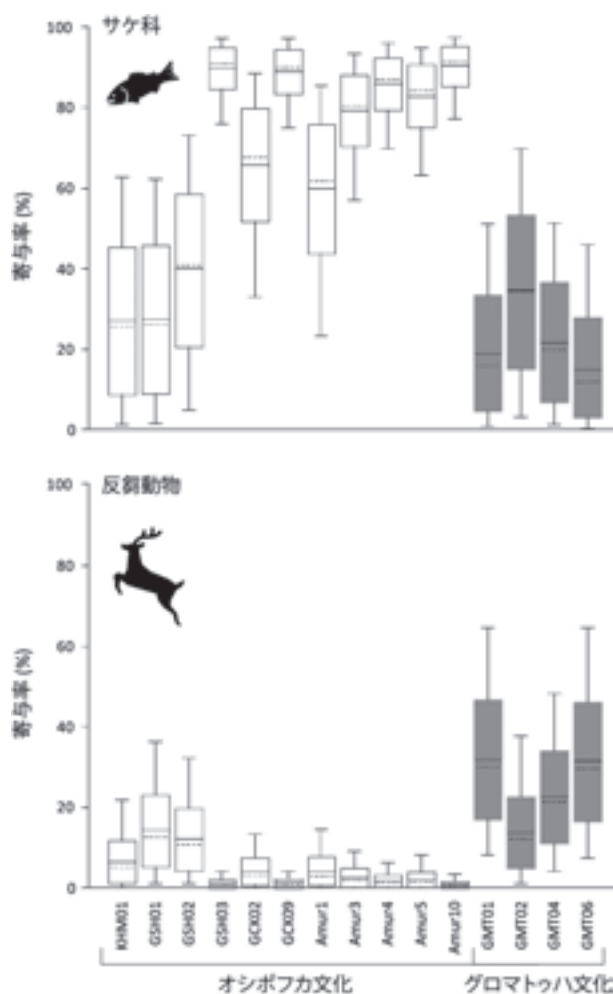 サケ科
100
80
60
40
20
0
寄与率 (%)
反芻動物
100
80
60
40
20
0
寄与率 (%)
KHM01 GSH01 GSH02 GSH03 GCK02 GCK09 Amur1 Amur3 Amur4 Amur5 Amur10 GMT01 GMT02 GMT04 GMT06
オシポフカ文化 グロマトゥハ文化